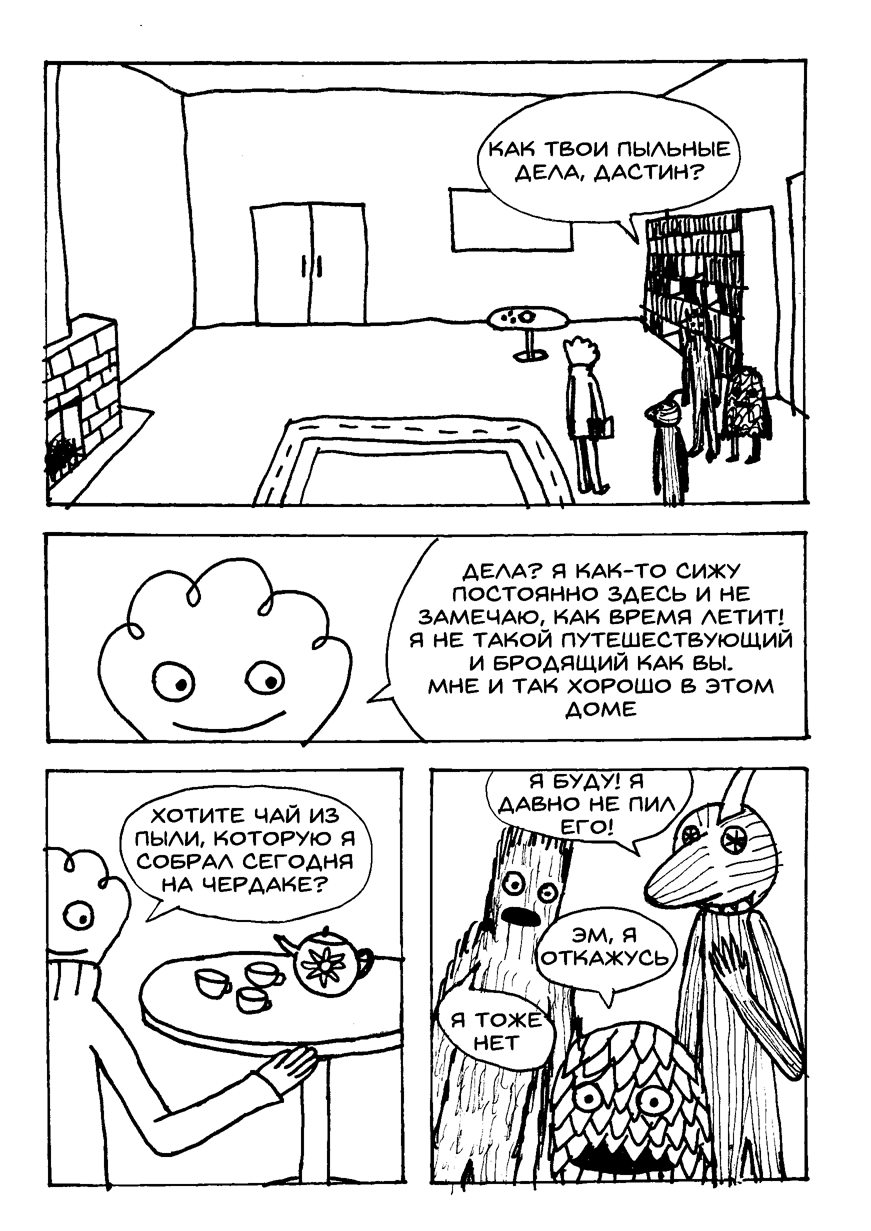 КАК ТВОИ ПЫЛЬНЫЕ
ДЕЛА, ДАСТИН?
ДЕЛА? Я КАК-ТО СИЖУ
ПОСТОЯННО ЗДЕСЬ И НЕ
ЗАМЕЧАЮ, КАК ВРЕМЯ ЛЕТИТ!
Я НЕ ТАКОЙ ПУТЕШЕСТВУЮЩИЙ
И БРОДЯЩИЙ КАК ВЫ.
МНЕ И ТАК ХОРОШО В ЭТОМ
ДОМЕ
ХОТИТЕ ЧАЙ ИЗ
ПЫЛИ, КОТОРУЮ Я
СОБРАЛ СЕГОДНЯ
НА ЧЕРДАКЕ?
Я БУДУ! Я
ДАВНО НЕ ПИЛ
ЕГО!
ЭМ, Я
ОТКАЖУСЬ
Я ТОЖЕ
НЕТ